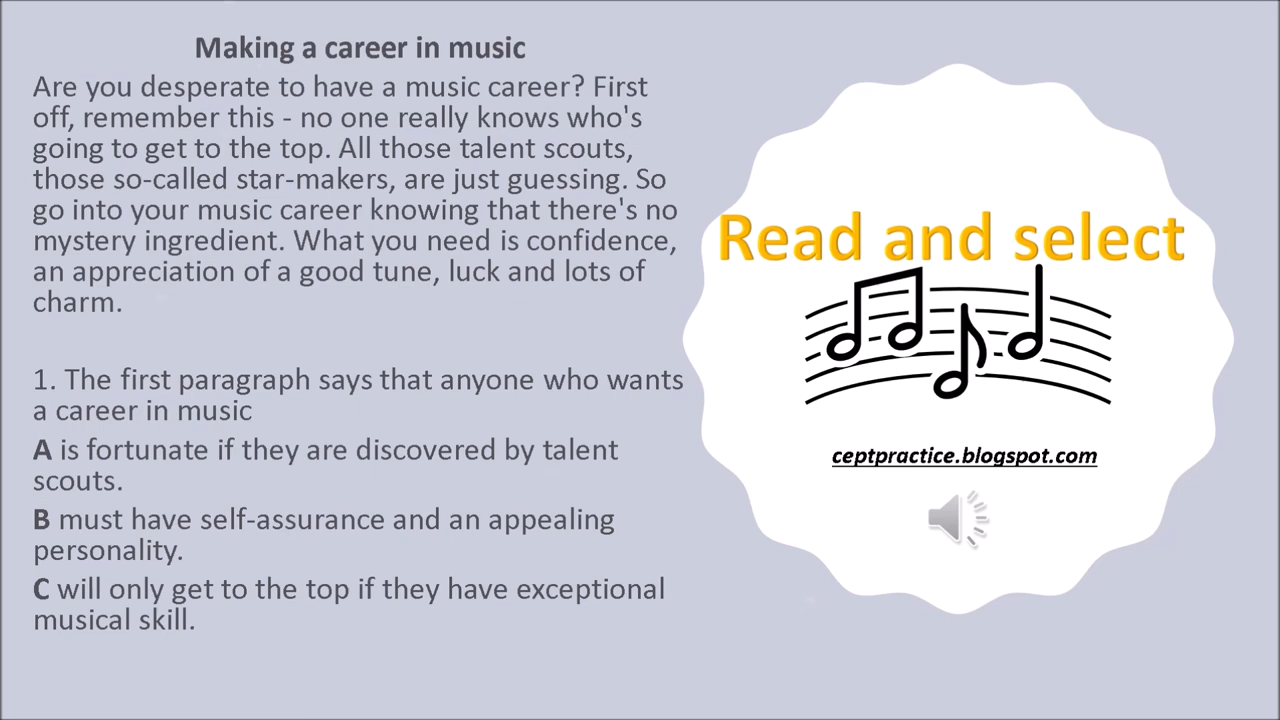 Making a career in music
Are you desperate to have a music career? First
off, remember this - no one really knows who's
going to get to the top. All those talent scouts,
those so-called star-makers, are just guessing. So
go into your music career knowing that there's no
mystery ingredient. What you need is confidence,
an appreciation of a good tune, luck and lots of
charm.
1. The first paragraph says that anyone who wants
a career in music
A is fortunate if they are discovered by talent
scouts.
B must have self-assurance and an appealing
personality.
C will only get to the top if they have exceptional
musical skill.
Read and select
ceptpractice.blogspot.com